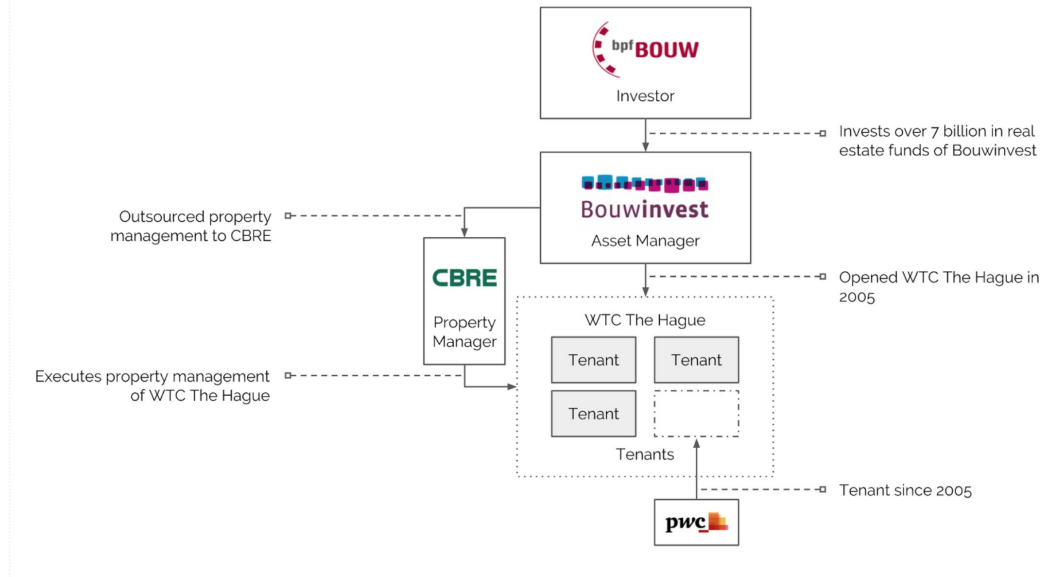 bpfBOUW
Investor
Invests over 7 billion in real
estate funds of Bouwinvest
Bouwinvest
Asset Manager
Outsourced property
management to CBRE
CBRE
Property
Manager
Opened WTC The Hague in
2005
WTC The Hague
Tenant
Tenant
Tenant
Tenants
Executes property management
of WTC The Hague
Tenant since 2005
pwc